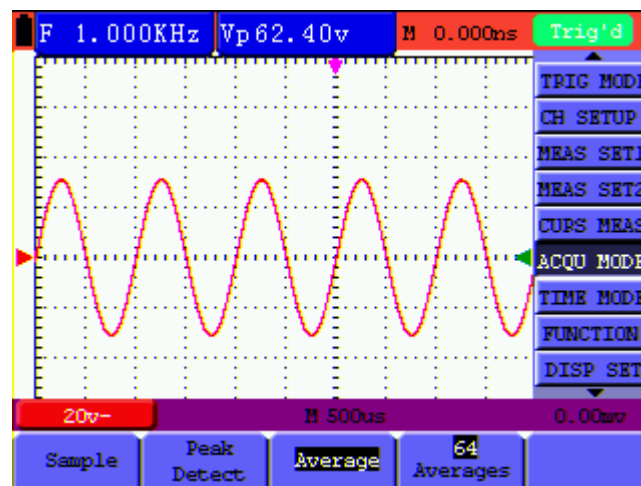 F 1.000KHz Vp62.40v M 0.000ns Trig'd
TRIG MODE
CH SETUP
MEAS SET1
MEAS SET2
CUPS MEAS
ACQU MODE
TIME MODE
FUNCTION
DISP SET
20v~ M 500us 0.00mv
Sample
Peak
Detect
Average
64
Averages